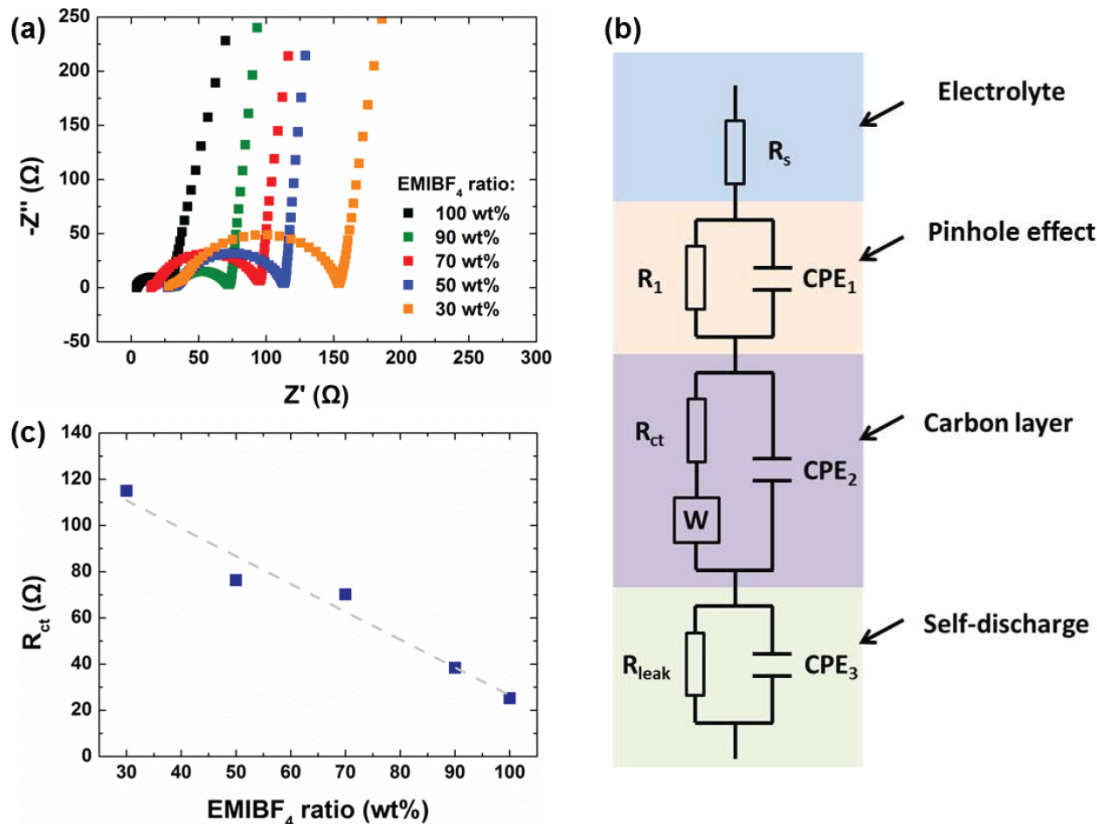 (a)
250
200
150
100
50
0
-50
-Z'' (Ω)
0 50 100 150 200 250 300
Z' (Ω)
EMIBF₄ ratio:
100 wt%
90 wt%
70 wt%
50 wt%
30 wt%
(b)
Electrolyte
Rₛ
Pinhole effect
R₁
CPE₁
Carbon layer
R_ct
CPE₂
W
Self-discharge
R_leak
CPE₃
(c)
140
120
100
80
60
40
20
0
R_ct (Ω)
30 40 50 60 70 80 90 100
EMIBF₄ ratio (wt%)